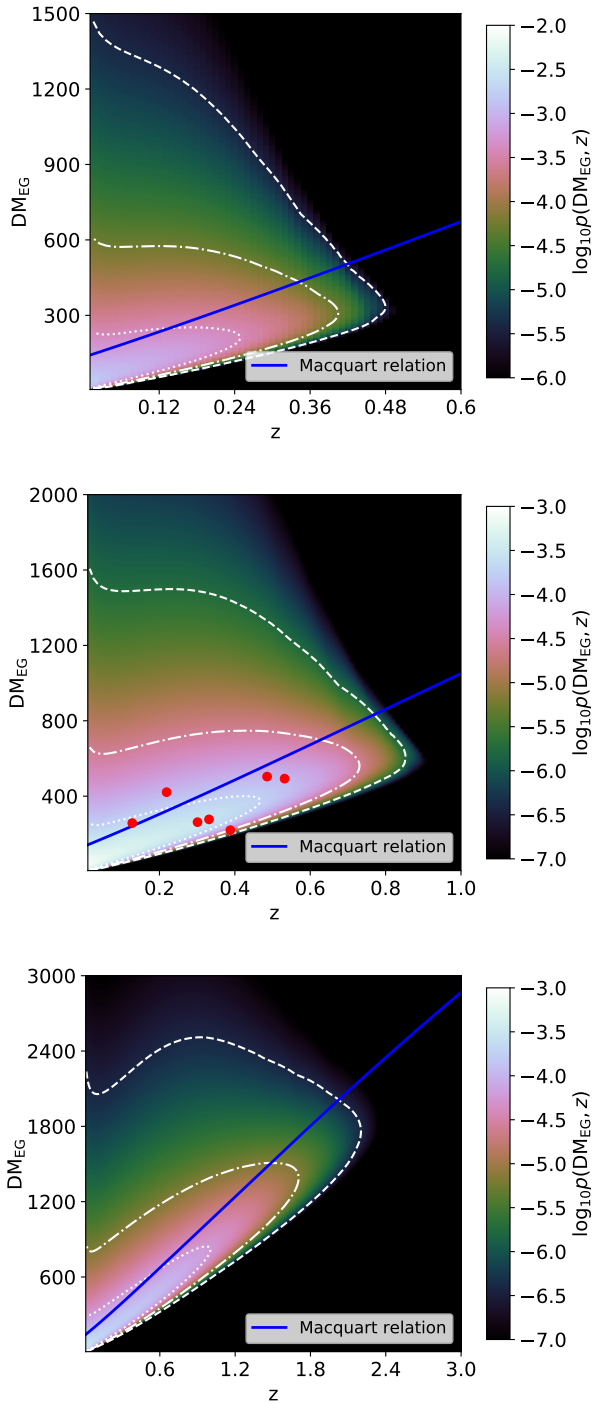 1500
1200
900
600
300
DM_EG
0.12 0.24 0.36 0.48 0.6
z
Macquart relation
−2.0
−2.5
−3.0
−3.5
−4.0
−4.5
−5.0
−5.5
−6.0
log₁₀p(DM_EG, z)
2000
1600
1200
800
400
DM_EG
0.2 0.4 0.6 0.8 1.0
z
Macquart relation
−3.0
−3.5
−4.0
−4.5
−5.0
−5.5
−6.0
−6.5
−7.0
log₁₀p(DM_EG, z)
3000
2400
1800
1200
600
DM_EG
0.6 1.2 1.8 2.4 3.0
z
Macquart relation
−3.0
−3.5
−4.0
−4.5
−5.0
−5.5
−6.0
−6.5
−7.0
log₁₀p(DM_EG, z)